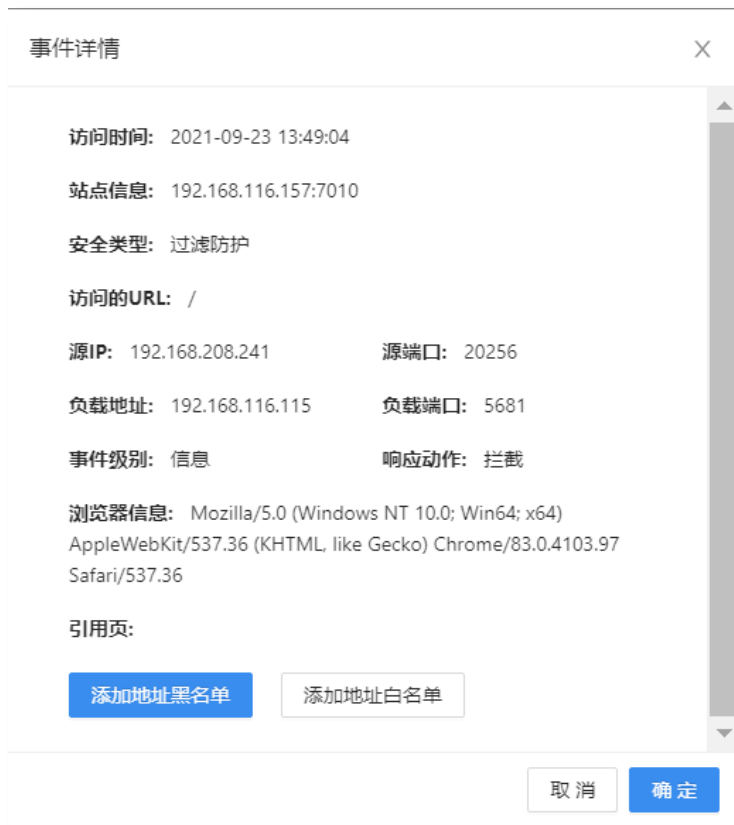 事件详情
X
访问时间: 2021-09-23 13:49:04
站点信息: 192.168.116.157:7010
安全类型: 过滤防护
访问的URL: /
源IP: 192.168.208.241 源端口: 20256
负载地址: 192.168.116.115 负载端口: 5681
事件级别: 信息 响应动作: 拦截
浏览器信息: Mozilla/5.0 (Windows NT 10.0; Win64; x64)
AppleWebKit/537.36 (KHTML, like Gecko) Chrome/83.0.4103.97
Safari/537.36
引用页:
添加地址黑名单 添加地址白名单
取 消 确 定